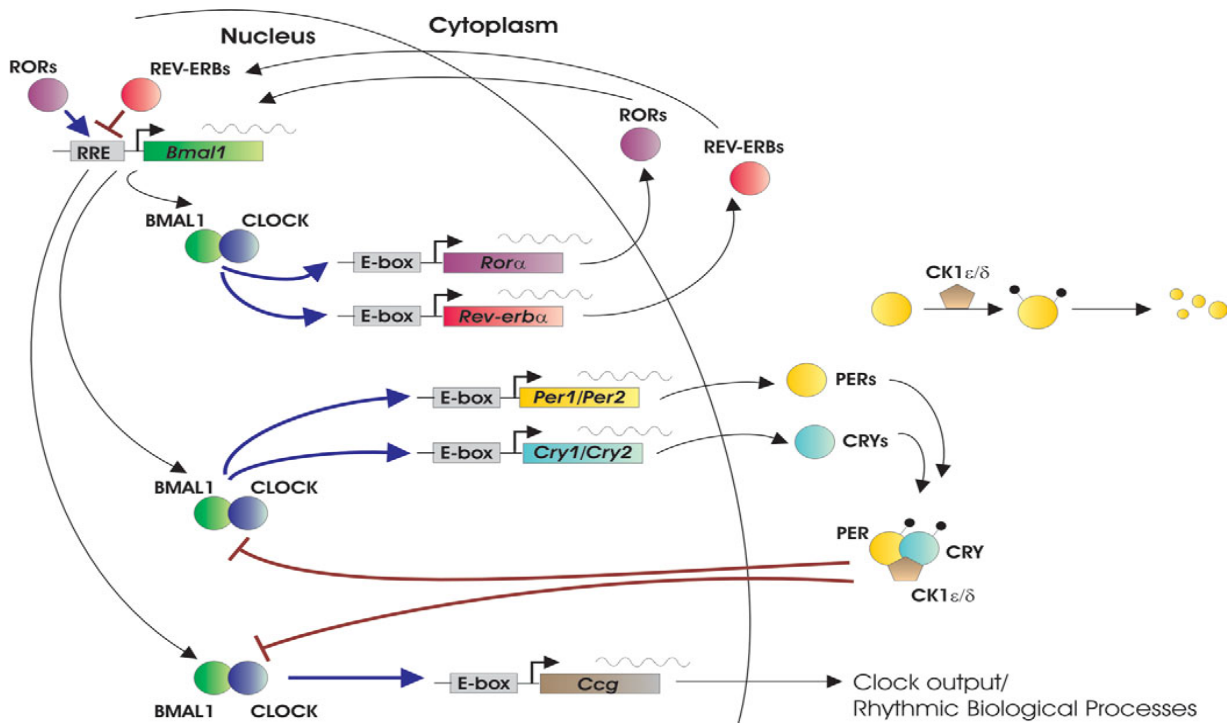 Cytoplasm
Nucleus
RORs
REV-ERBs
RORs
REV-ERBs
RRE
Bmal1
BMAL1
CLOCK
E-box
Rorα
CK1ε/δ
E-box
Rev-erbα
E-box
Per1/Per2
PERs
E-box
Cry1/Cry2
CRYs
BMAL1
CLOCK
PER
CRY
CK1ε/δ
E-box
Ccg
Clock output/
Rhythmic Biological Processes
BMAL1
CLOCK